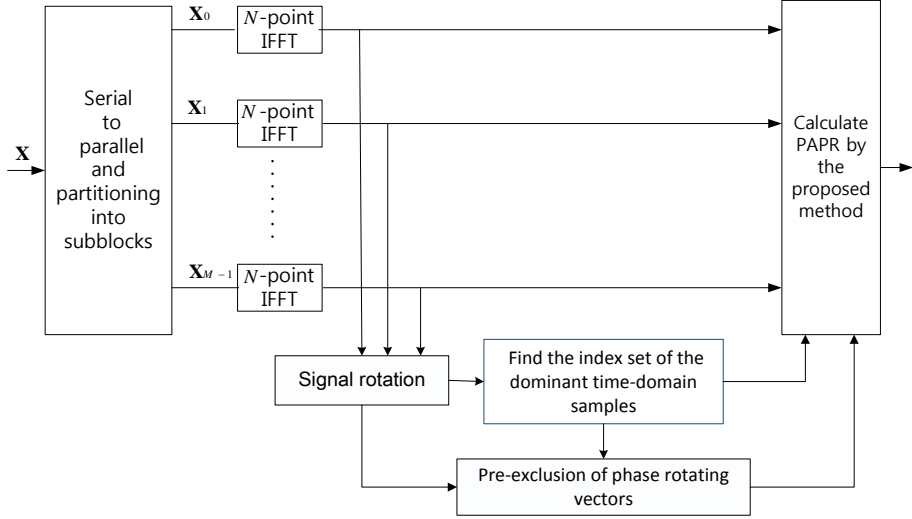 X
Serial
to
parallel
and
partitioning
into
subblocks
X0
N-point
IFFT
X1
N-point
IFFT
XM-1
N-point
IFFT
Calculate
PAPR by
the
proposed
method
Signal rotation
Find the index set of the
dominant time-domain
samples
Pre-exclusion of phase rotating
vectors